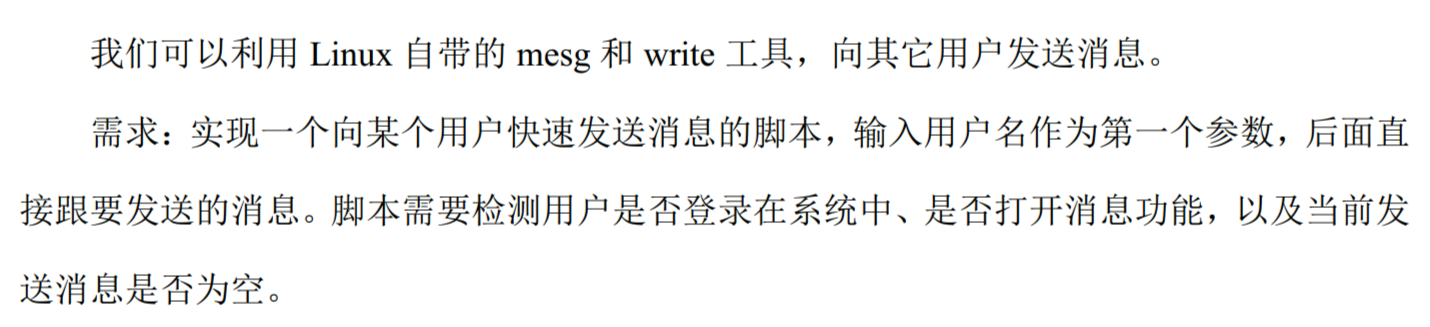 我们可以利用 Linux 自带的 mesg 和 write 工具，向其它用户发送消息。
需求：实现一个向某个用户快速发送消息的脚本，输入用户名作为第一个参数，后面直
接跟要发送的消息。脚本需要检测用户是否登录在系统中、是否打开消息功能，以及当前发
送消息是否为空。